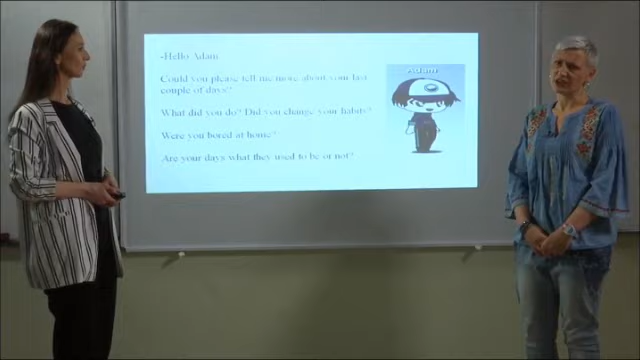 -Hello Adam
Could you please tell me more about your last
couple of days?
What did you do? Did you change your habits?
Were you bored at home?
Are your days what they used to be or not?
Adam